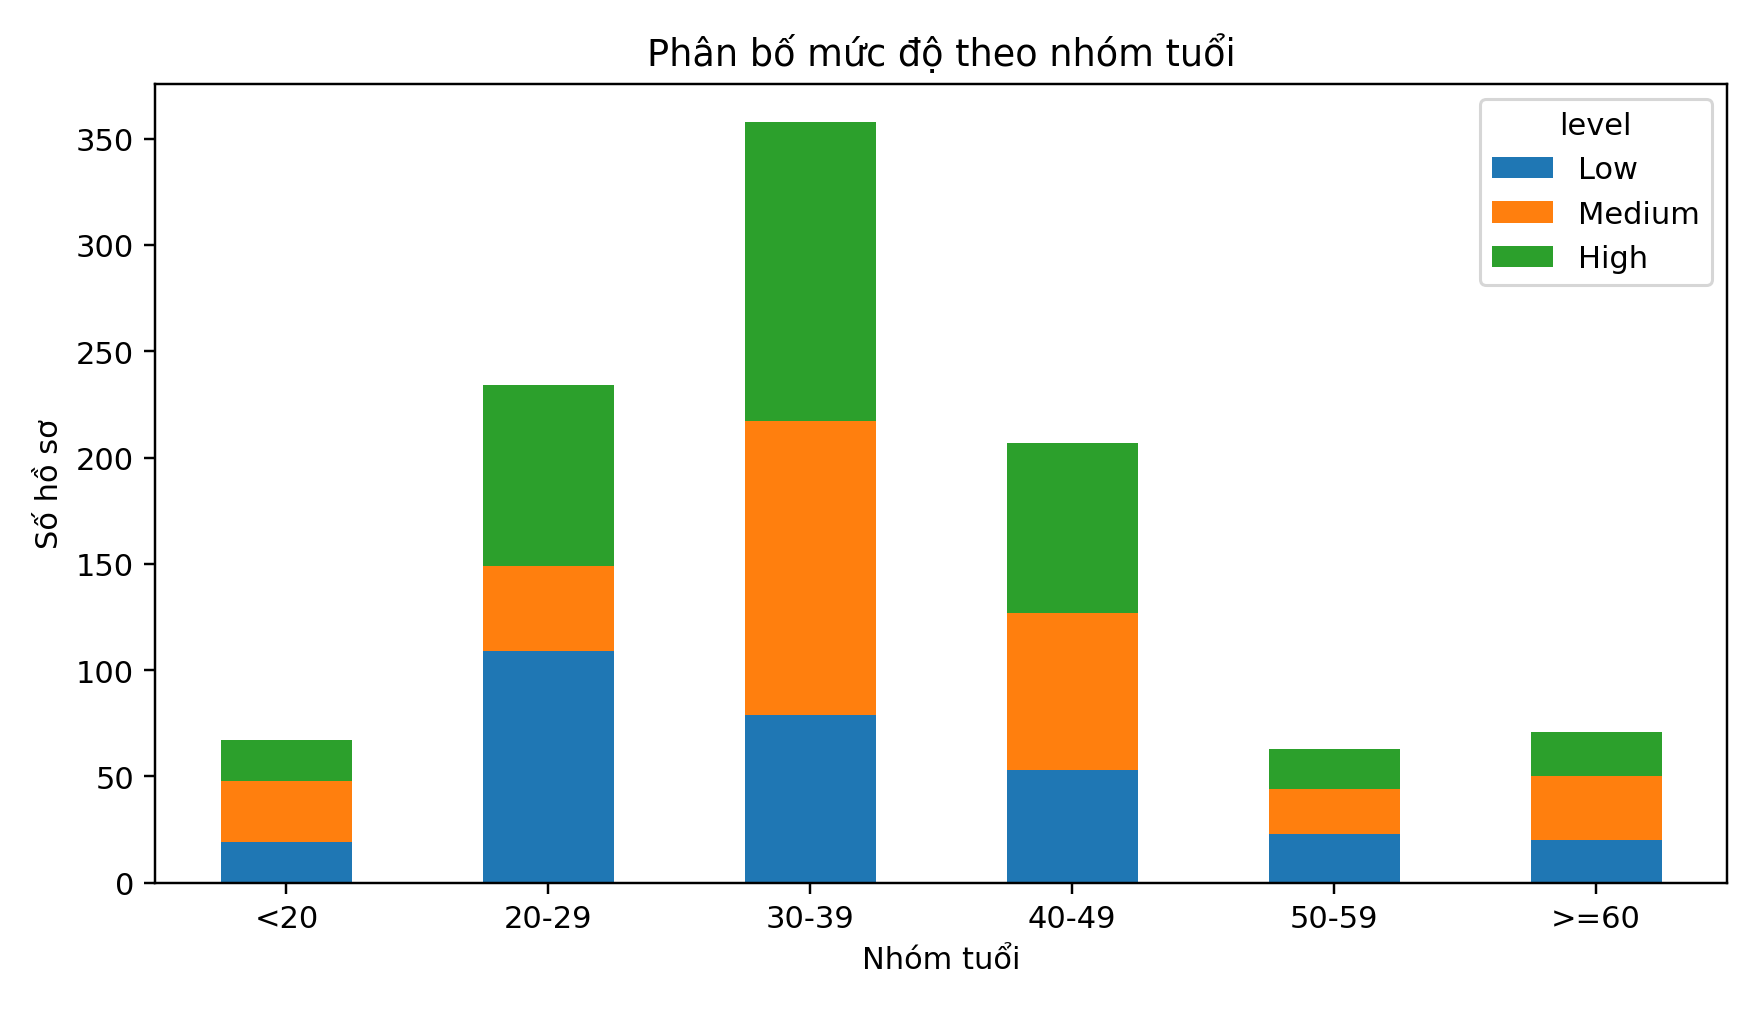 Phân bố mức độ theo nhóm tuổi
level
Low
Medium
High
Số hồ sơ
350
300
250
200
150
100
50
0
<20
20-29
30-39
40-49
50-59
>=60
Nhóm tuổi